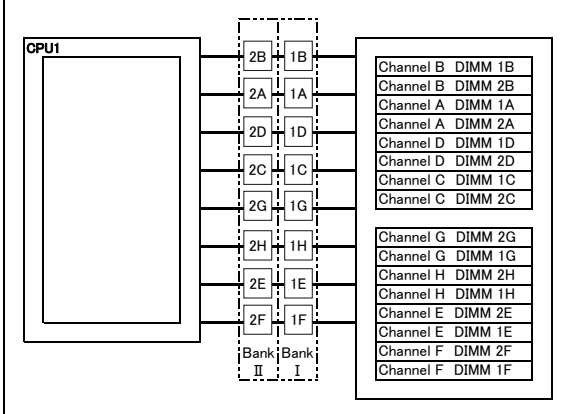 CPU1
2B 1B
2A 1A
2D 1D
2C 1C
2G 1G
2H 1H
2E 1E
2F 1F
Bank Bank
Ⅱ Ⅰ
Channel B DIMM 1B
Channel B DIMM 2B
Channel A DIMM 1A
Channel A DIMM 2A
Channel D DIMM 1D
Channel D DIMM 2D
Channel C DIMM 1C
Channel C DIMM 2C
Channel G DIMM 2G
Channel G DIMM 1G
Channel H DIMM 2H
Channel H DIMM 1H
Channel E DIMM 2E
Channel E DIMM 1E
Channel F DIMM 2F
Channel F DIMM 1F